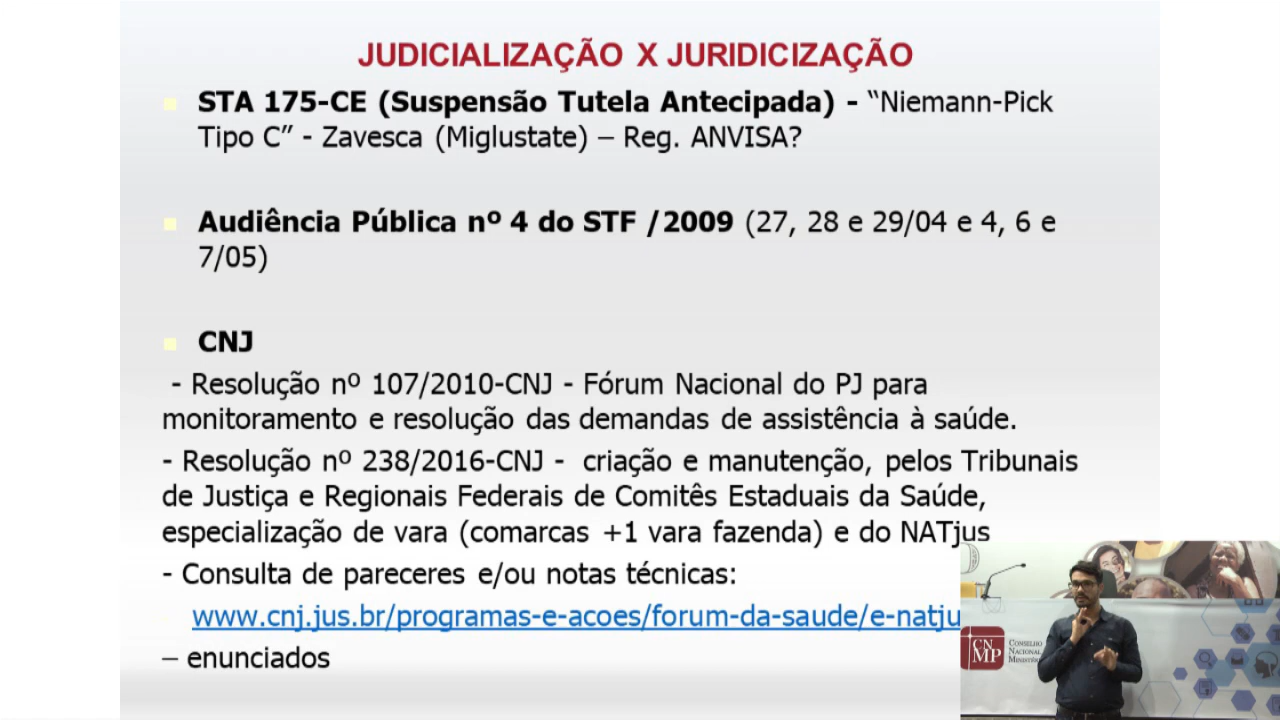 JUDICIALIZAÇÃO X JURIDICIZAÇÃO
STA 175-CE (Suspensão Tutela Antecipada) - “Niemann-Pick
Tipo C” - Zavesca (Miglustate) – Reg. ANVISA?
Audiência Pública nº 4 do STF /2009 (27, 28 e 29/04 e 4, 6 e
7/05)
CNJ
- Resolução nº 107/2010-CNJ - Fórum Nacional do PJ para
monitoramento e resolução das demandas de assistência à saúde.
- Resolução nº 238/2016-CNJ - criação e manutenção, pelos Tribunais
de Justiça e Regionais Federais de Comitês Estaduais da Saúde,
especialização de vara (comarcas +1 vara fazenda) e do NATjus
- Consulta de pareceres e/ou notas técnicas:
www.cnj.jus.br/programas-e-acoes/forum-da-saude/e-natju
– enunciados
CN
MP
CONSELHO
NACIONAL